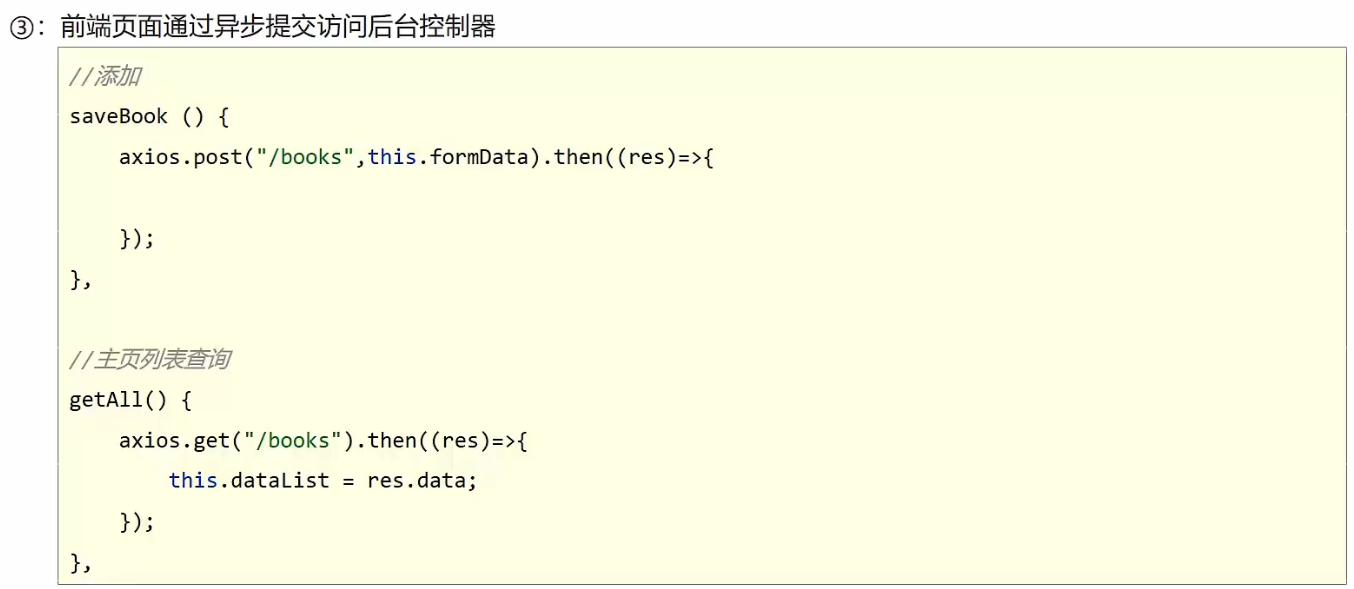 ③：前端页面通过异步提交访问后台控制器
//添加
saveBook () {
    axios.post("/books",this.formData).then((res)=>{
    });
},
//主页列表查询
getAll() {
    axios.get("/books").then((res)=>{
        this.dataList = res.data;
    });
},